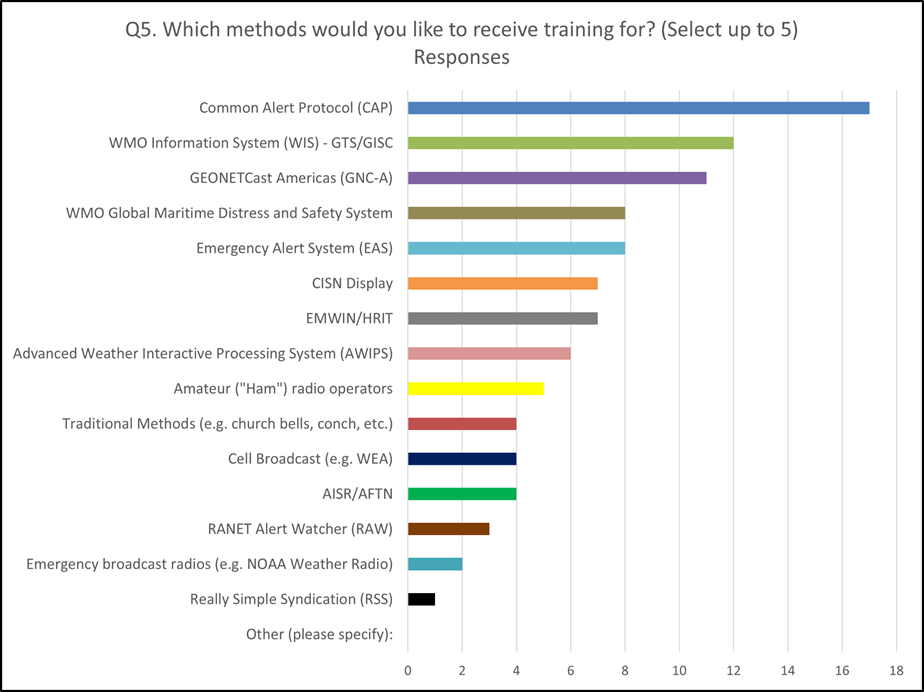 Q5. Which methods would you like to receive training for? (Select up to 5)
Responses
Common Alert Protocol (CAP)
WMO Information System (WIS) - GTS/GISC
GEONETCast Americas (GNC-A)
WMO Global Maritime Distress and Safety System
Emergency Alert System (EAS)
CISN Display
EMWIN/HRIT
Advanced Weather Interactive Processing System (AWIPS)
Amateur ("Ham") radio operators
Traditional Methods (e.g. church bells, conch, etc.)
Cell Broadcast (e.g. WEA)
AISR/AFTN
RANET Alert Watcher (RAW)
Emergency broadcast radios (e.g. NOAA Weather Radio)
Really Simple Syndication (RSS)
Other (please specify):
0 2 4 6 8 10 12 14 16 18